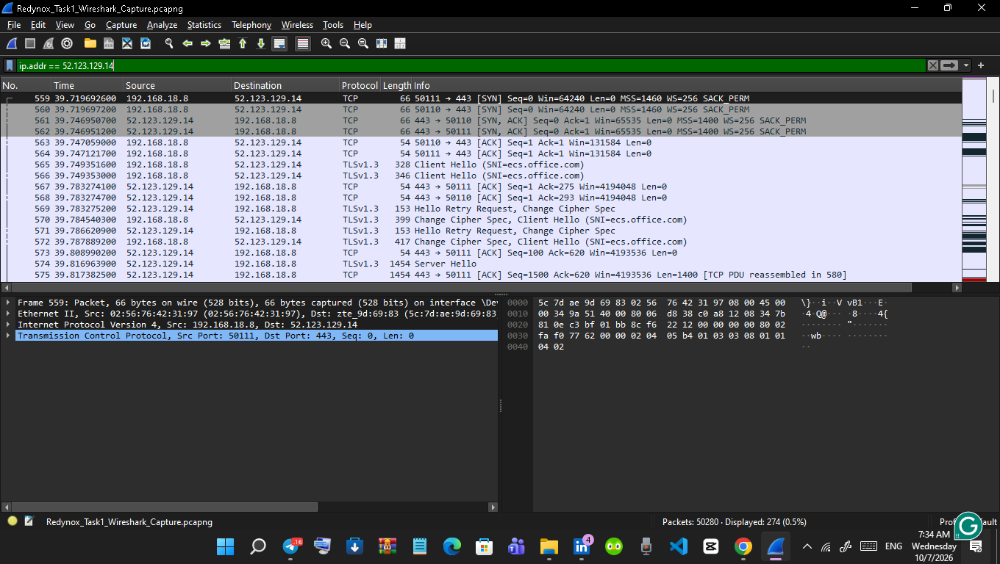 Redynox_Task1_Wireshark_Capture.pcapng
File Edit View Go Capture Analyze Statistics Telephony Wireless Tools Help
ip.addr == 52.123.129.14
No. Time Source Destination Protocol Length Info
559 39.719692600 192.168.18.8 52.123.129.14 TCP 66 50111 → 443 [SYN] Seq=0 Win=64240 Len=0 MSS=1460 WS=256 SACK_PERM
560 39.719697200 192.168.18.8 52.123.129.14 TCP 66 50110 → 443 [SYN] Seq=0 Win=64240 Len=0 MSS=1460 WS=256 SACK_PERM
561 39.746950700 52.123.129.14 192.168.18.8 TCP 66 443 → 50110 [SYN, ACK] Seq=0 Ack=1 Win=65535 Len=0 MSS=1400 WS=256 SACK_PERM
562 39.746951200 52.123.129.14 192.168.18.8 TCP 66 443 → 50111 [SYN, ACK] Seq=0 Ack=1 Win=65535 Len=0 MSS=1400 WS=256 SACK_PERM
563 39.747059000 192.168.18.8 52.123.129.14 TCP 54 50110 → 443 [ACK] Seq=1 Ack=1 Win=131584 Len=0
564 39.747121700 192.168.18.8 52.123.129.14 TCP 54 50111 → 443 [ACK] Seq=1 Ack=1 Win=131584 Len=0
565 39.749351600 192.168.18.8 52.123.129.14 TLSv1.3 328 Client Hello (SNI=ecs.office.com)
566 39.749353000 192.168.18.8 52.123.129.14 TLSv1.3 346 Client Hello (SNI=ecs.office.com)
567 39.783274100 52.123.129.14 192.168.18.8 TCP 54 443 → 50111 [ACK] Seq=1 Ack=275 Win=4194048 Len=0
568 39.783274700 52.123.129.14 192.168.18.8 TCP 54 443 → 50110 [ACK] Seq=1 Ack=293 Win=4194048 Len=0
569 39.783275200 52.123.129.14 192.168.18.8 TLSv1.3 153 Hello Retry Request, Change Cipher Spec
570 39.784540300 192.168.18.8 52.123.129.14 TLSv1.3 399 Change Cipher Spec, Client Hello (SNI=ecs.office.com)
571 39.786620900 52.123.129.14 192.168.18.8 TLSv1.3 153 Hello Retry Request, Change Cipher Spec
572 39.787889200 192.168.18.8 52.123.129.14 TLSv1.3 417 Change Cipher Spec, Client Hello (SNI=ecs.office.com)
573 39.808990200 52.123.129.14 192.168.18.8 TCP 54 443 → 50111 [ACK] Seq=100 Ack=620 Win=4193536 Len=0
574 39.816963900 52.123.129.14 192.168.18.8 TLSv1.3 1454 Server Hello
575 39.817382500 52.123.129.14 192.168.18.8 TCP 1454 443 → 50111 [ACK] Seq=1500 Ack=620 Win=4193536 Len=1400 [TCP PDU reassembled in 580]
Frame 559: Packet, 66 bytes on wire (528 bits), 66 bytes captured (528 bits) on interface \De
Ethernet II, Src: 02:56:76:42:31:97 (02:56:76:42:31:97), Dst: zte_9d:69:83 (5c:7d:ae:9d:69:83
Internet Protocol Version 4, Src: 192.168.18.8, Dst: 52.123.129.14
Transmission Control Protocol, Src Port: 50111, Dst Port: 443, Seq: 0, Len: 0
0000 5c 7d ae 9d 69 83 02 56 76 42 31 97 08 00 45 00 \}··i··V vB1···E·
0010 00 34 9a 51 40 00 80 06 d8 38 c0 a8 12 08 34 7b ·4·Q@··· ·8····4{
0020 81 0e c3 bf 01 bb 8c f6 22 12 00 00 00 00 80 02 ········ "·······
0030 fa f0 77 62 00 00 02 04 05 b4 01 03 03 08 01 01 ··wb···· ········
0040 04 02 ··
Redynox_Task1_Wireshark_Capture.pcapng Packets: 50280 · Displayed: 274 (0.5%)
.16
4
ENG
7:34 AM
Wednesday
10/7/2026